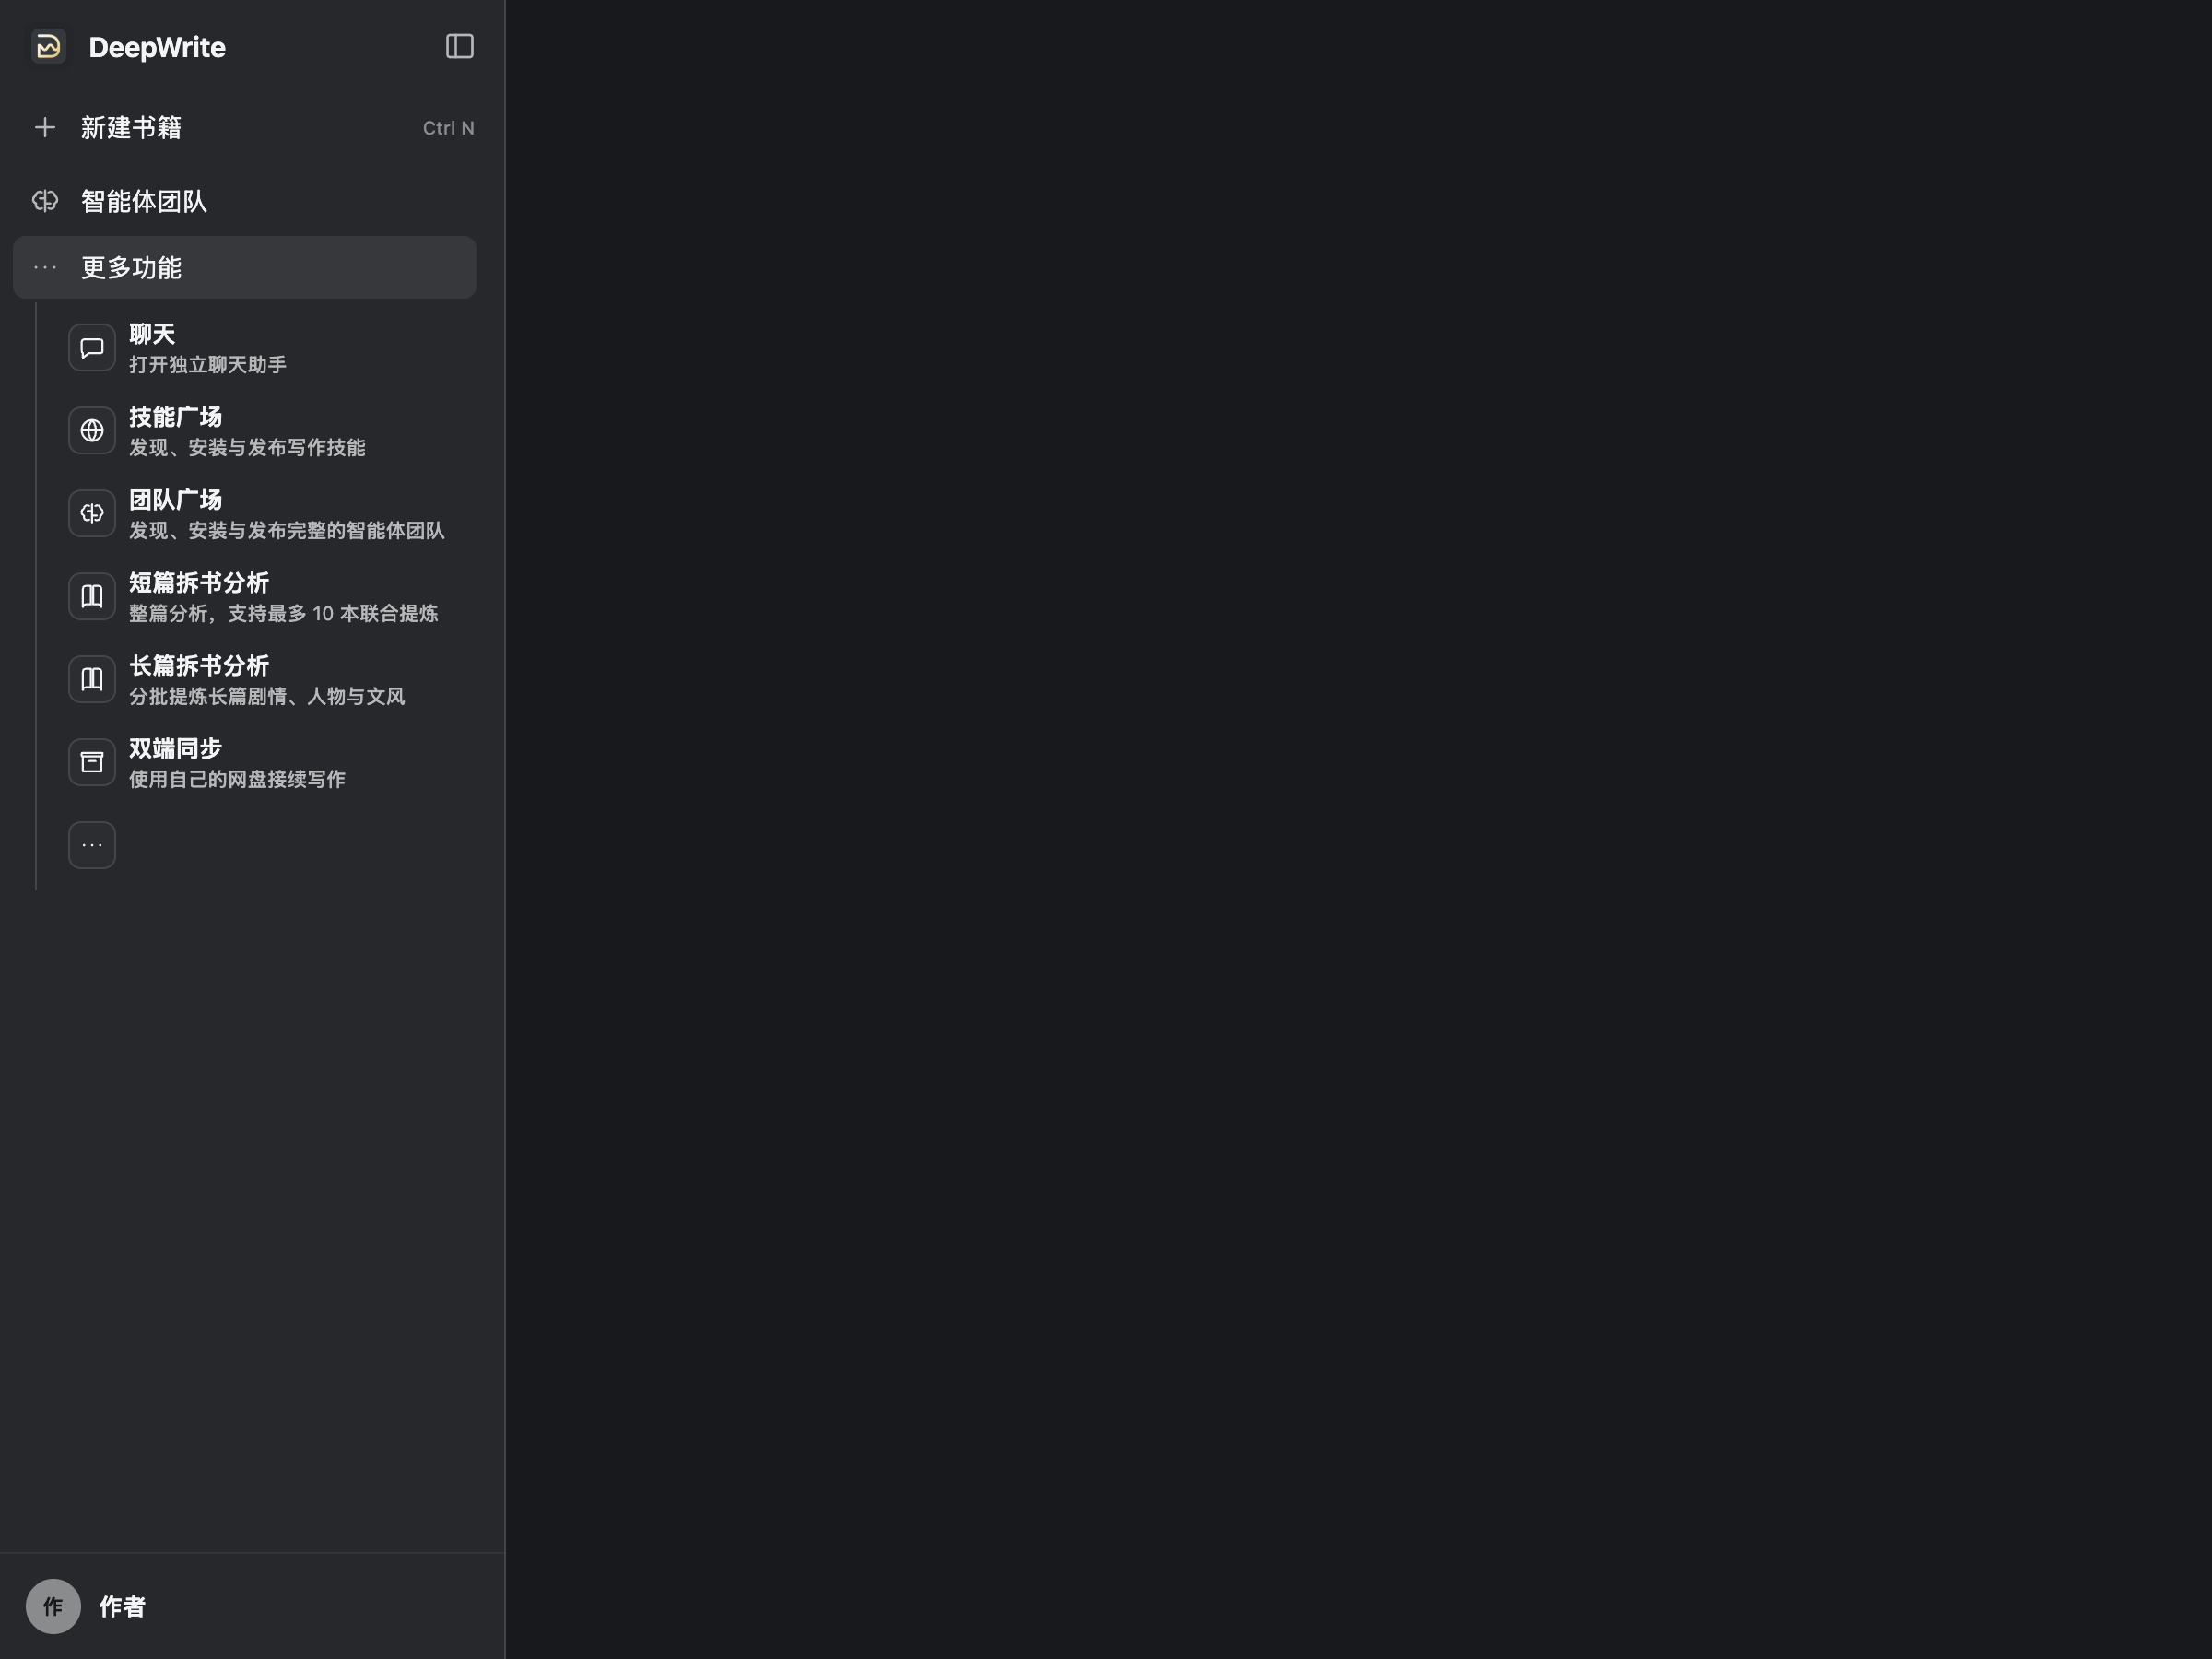 DeepWrite
新建书籍 Ctrl N
智能体团队
更多功能
聊天
打开独立聊天助手
技能广场
发现、安装与发布写作技能
团队广场
发现、安装与发布完整的智能体团队
短篇拆书分析
整篇分析，支持最多 10 本联合提炼
长篇拆书分析
分批提炼长篇剧情、人物与文风
双端同步
使用自己的网盘接续写作
作 作者